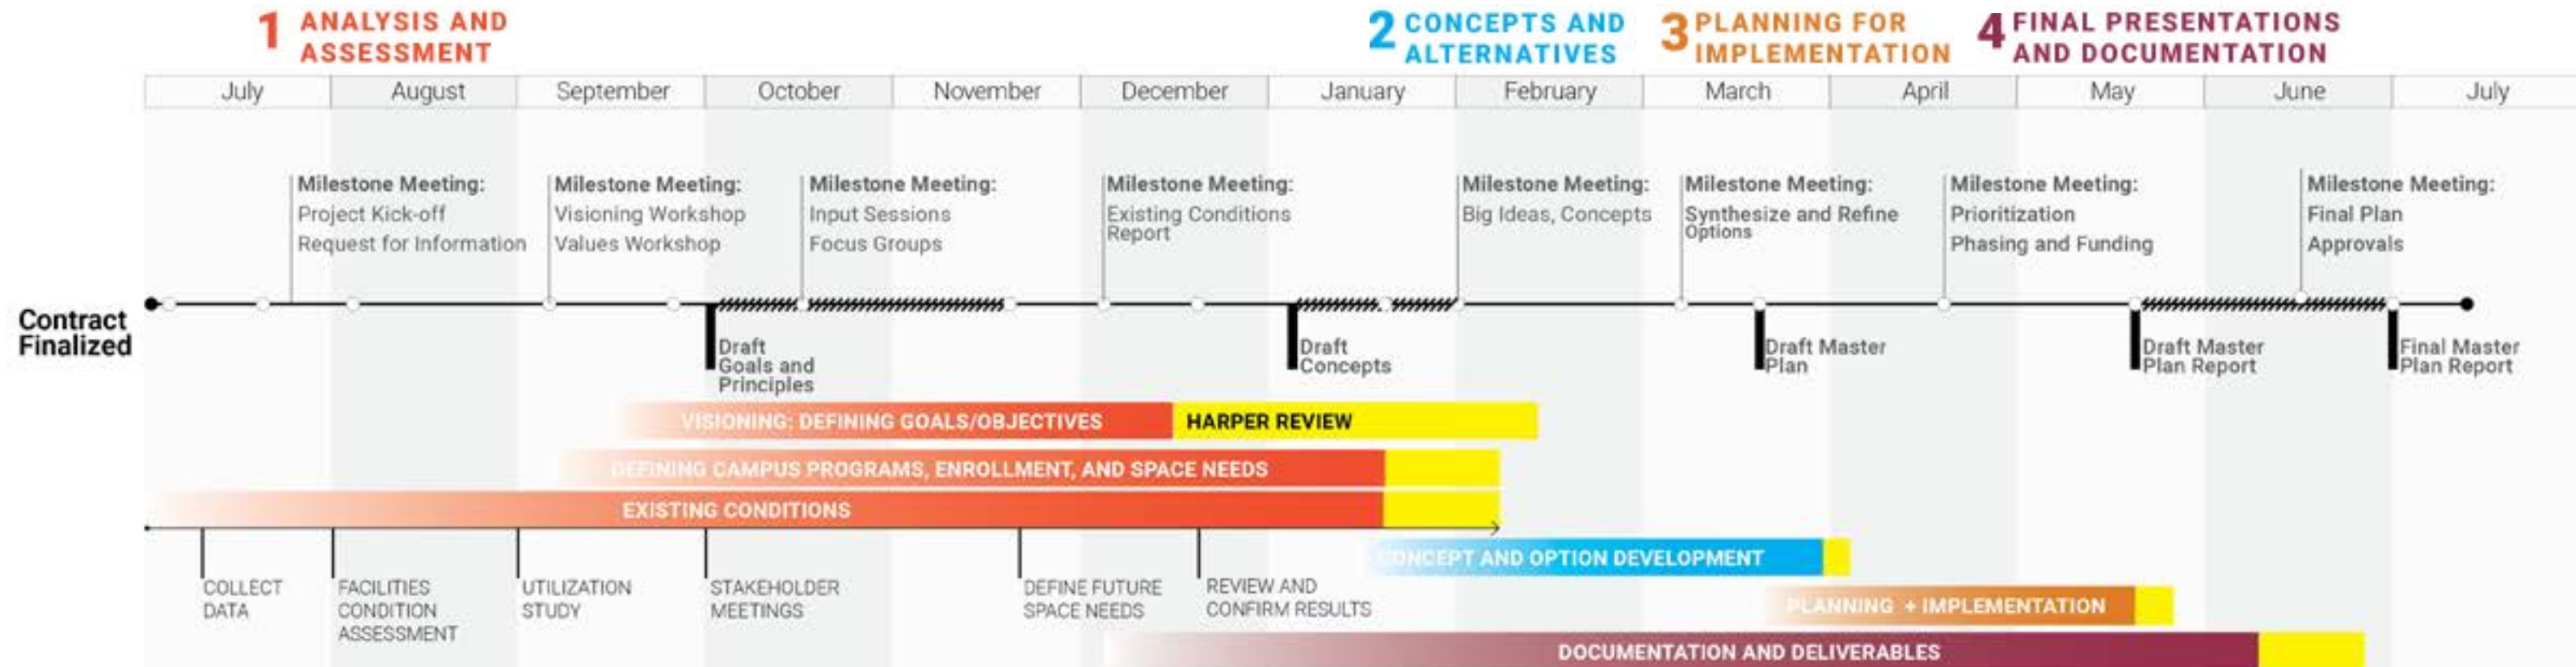 1 ANALYSIS AND
ASSESSMENT
2 CONCEPTS AND
ALTERNATIVES
3 PLANNING FOR
IMPLEMENTATION
4 FINAL PRESENTATIONS
AND DOCUMENTATION
July August September October November December January February March April May June July
Milestone Meeting:
Project Kick-off
Request for Information
Milestone Meeting:
Visioning Workshop
Values Workshop
Milestone Meeting:
Input Sessions
Focus Groups
Milestone Meeting:
Existing Conditions
Report
Milestone Meeting:
Big Ideas, Concepts
Milestone Meeting:
Synthesize and Refine
Options
Milestone Meeting:
Prioritization
Phasing and Funding
Milestone Meeting:
Final Plan
Approvals
Contract
Finalized
Draft
Goals and
Principles
Draft
Concepts
Draft Master
Plan
Draft Master
Plan Report
Final Master
Plan Report
VISIONING: DEFINING GOALS/OBJECTIVES
HARPER REVIEW
DEFINING CAMPUS PROGRAMS, ENROLLMENT, AND SPACE NEEDS
EXISTING CONDITIONS
COLLECT
DATA
FACILITIES
CONDITION
ASSESSMENT
UTILIZATION
STUDY
STAKEHOLDER
MEETINGS
DEFINE FUTURE
SPACE NEEDS
REVIEW AND
CONFIRM RESULTS
CONCEPT AND OPTION DEVELOPMENT
PLANNING + IMPLEMENTATION
DOCUMENTATION AND DELIVERABLES